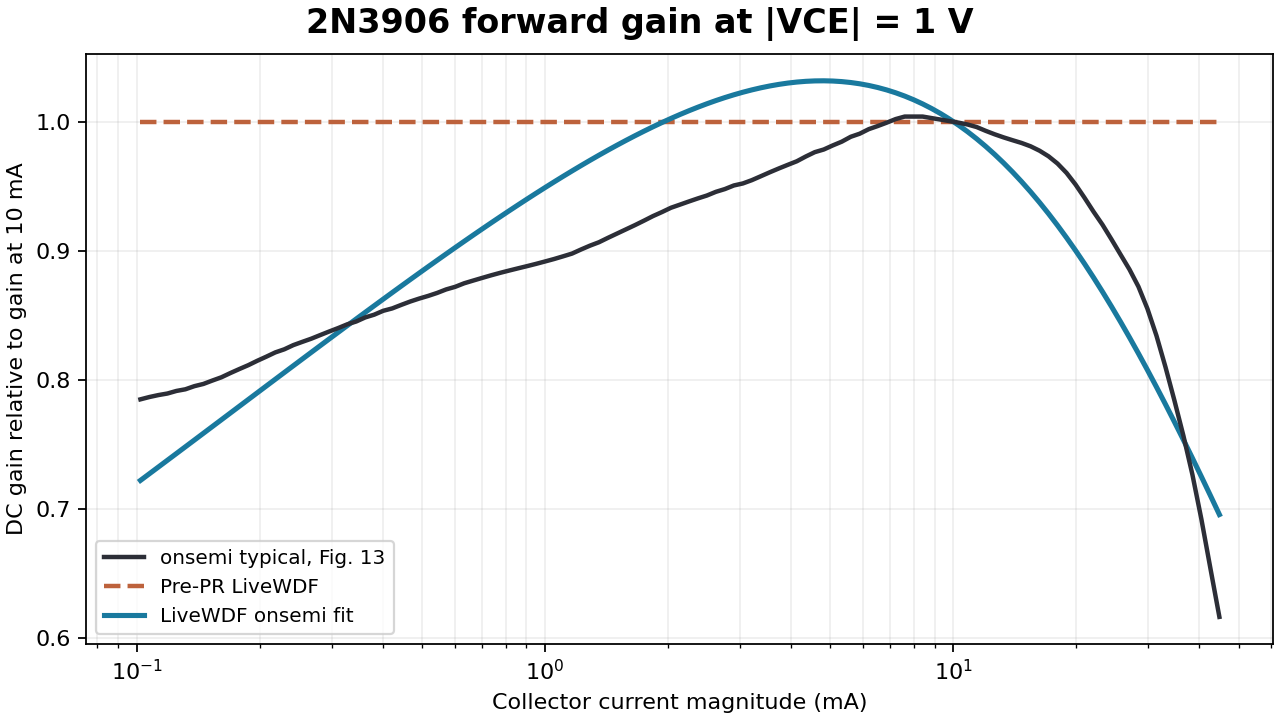 2N3906 forward gain at |VCE| = 1 V
DC gain relative to gain at 10 mA
1.0
0.9
0.8
0.7
0.6
onsemi typical, Fig. 13
Pre-PR LiveWDF
LiveWDF onsemi fit
10⁻¹
10⁰
10¹
Collector current magnitude (mA)